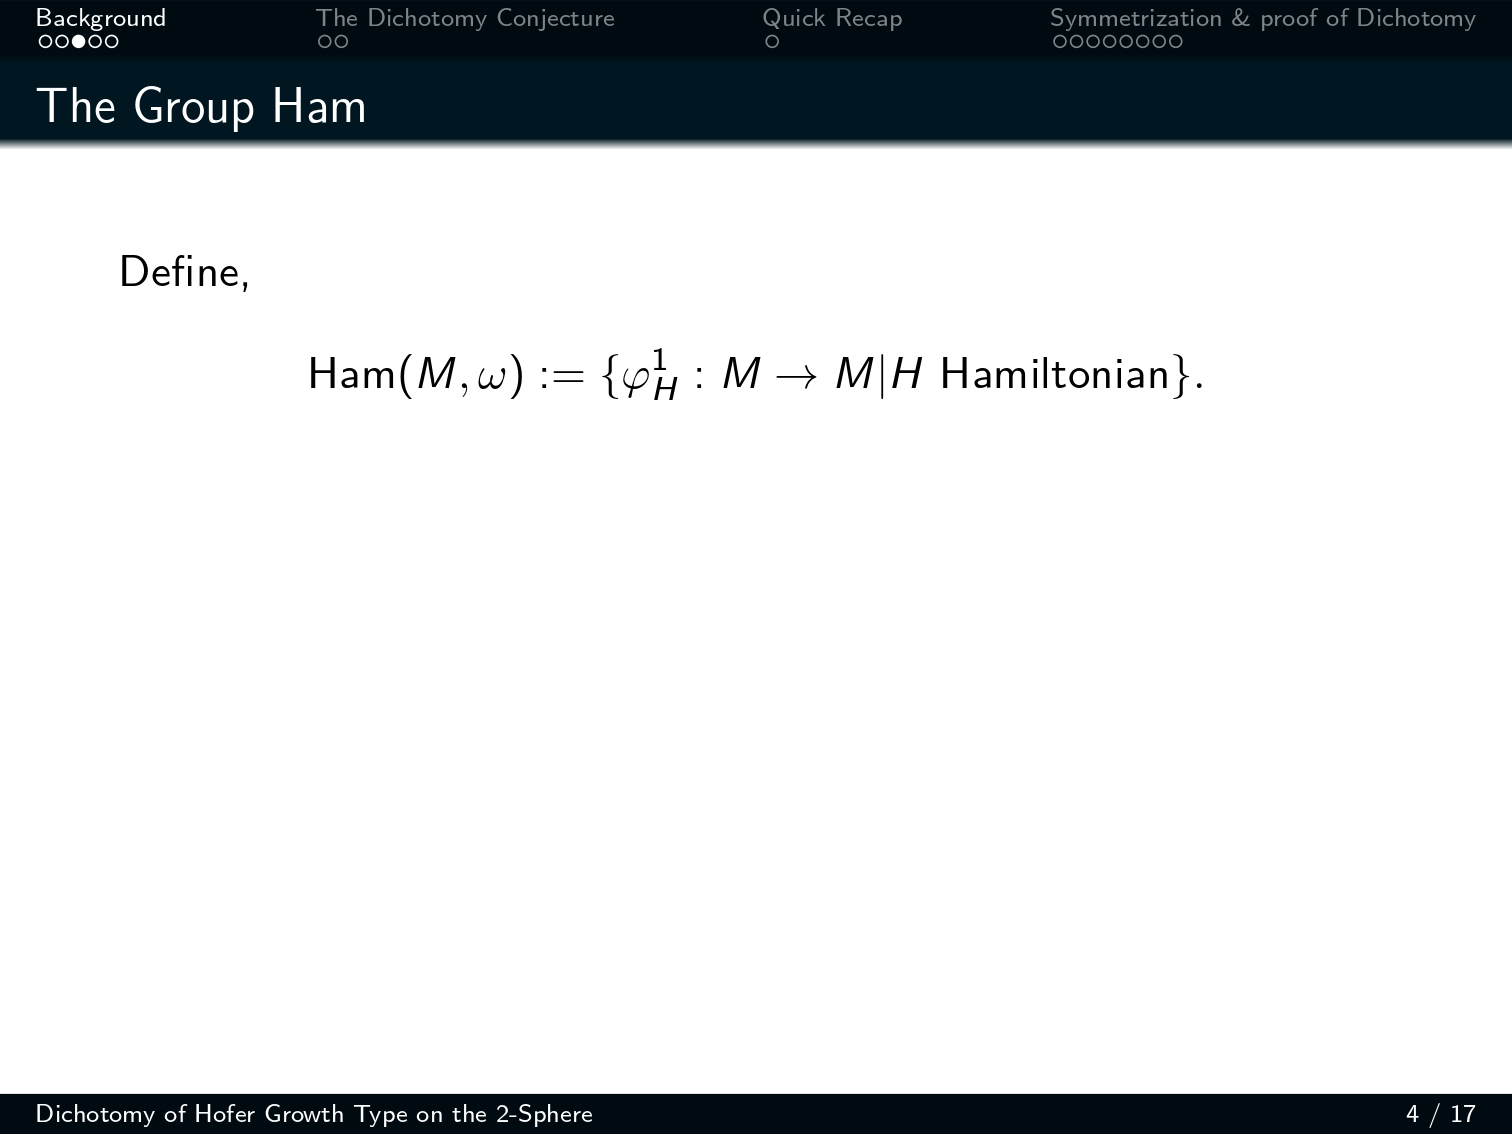 Background The Dichotomy Conjecture Quick Recap Symmetrization & proof of Dichotomy
The Group Ham
Define,
Ham(M, ω) := {φ¹_H : M → M|H Hamiltonian}.
Dichotomy of Hofer Growth Type on the 2-Sphere 4 / 17